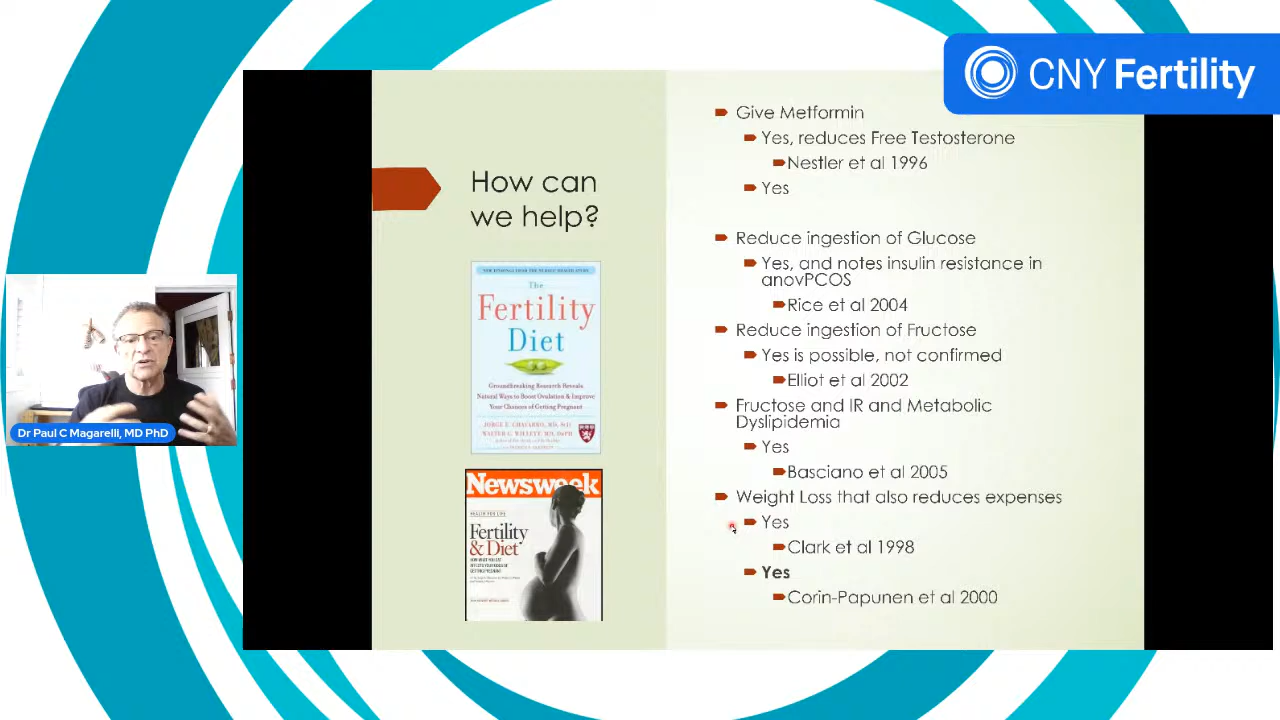 CNY Fertility
How can
we help?
The
Fertility
Diet
Groundbreaking Research Reveals
Natural Ways to Boost Ovulation & Improve
Your Chances of Getting Pregnant
Newsweek
Fertility
& Diet
Give Metformin
Yes, reduces Free Testosterone
Nestler et al 1996
Yes
Reduce ingestion of Glucose
Yes, and notes insulin resistance in
anovPCOS
Rice et al 2004
Reduce ingestion of Fructose
Yes is possible, not confirmed
Elliot et al 2002
Fructose and IR and Metabolic
Dyslipidemia
Yes
Basciano et al 2005
Weight Loss that also reduces expenses
Yes
Clark et al 1998
Yes
Corin-Papunen et al 2000
Dr Paul C Magarelli, MD PhD